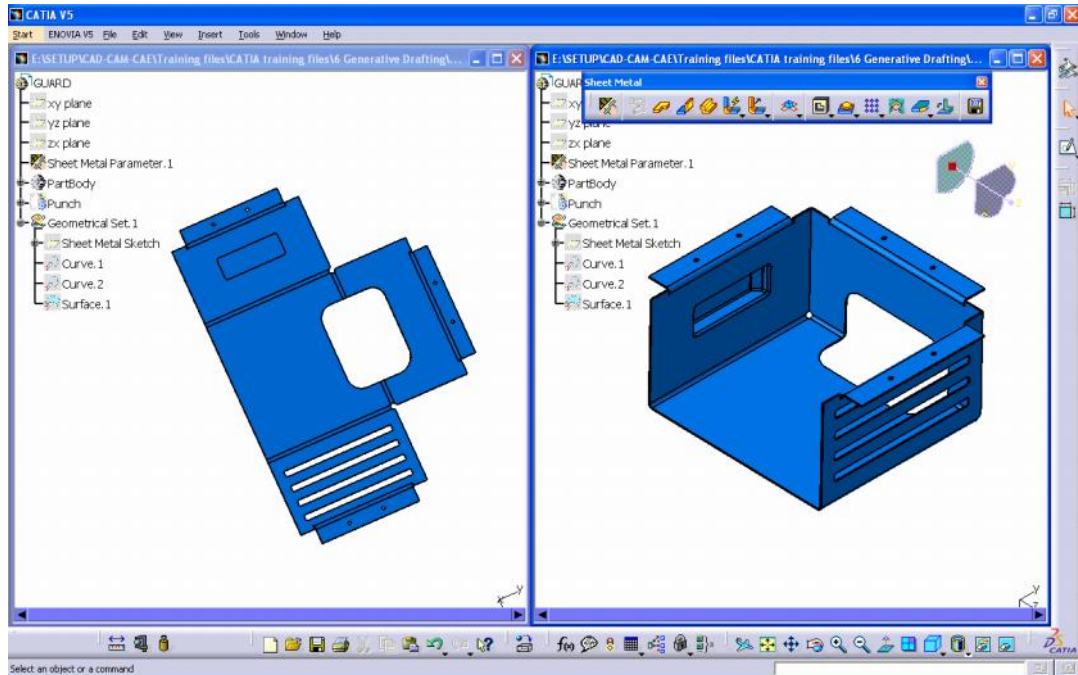 CATIA V5
Start ENOVIA V5 File Edit View Insert Tools Window Help
E:\SETUP\CAD-CAM-CAE\Training files\CATIA training files\6 Generative Drafting\...
GUARD
xy plane
yz plane
zx plane
Sheet Metal Parameter.1
PartBody
Punch
Geometrical Set.1
Sheet Metal Sketch
Curve.1
Curve.2
Surface.1
Y
E:\SETUP\CAD-CAM-CAE\Training files\CATIA training files\6 Generative Drafting\...
Sheet Metal
GUARD
xy
yz plane
zx plane
Sheet Metal Parameter.1
PartBody
Punch
Geometrical Set.1
Sheet Metal Sketch
Curve.1
Curve.2
Surface.1
Y
Z
f(x)
CATIA
Select an object or a command